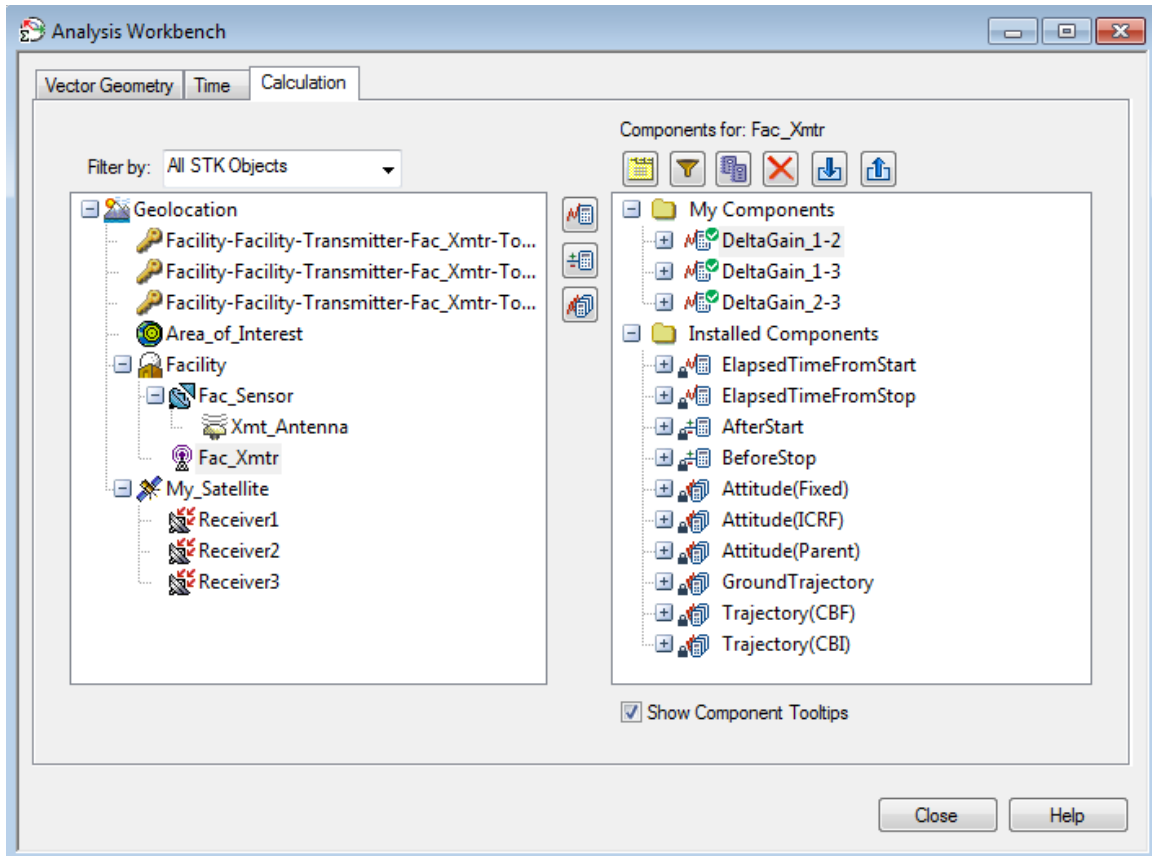 Analysis Workbench
Vector Geometry Time Calculation
Components for: Fac_Xmtr
Filter by: All STK Objects
Geolocation
Facility-Facility-Transmitter-Fac_Xmtr-To...
Facility-Facility-Transmitter-Fac_Xmtr-To...
Facility-Facility-Transmitter-Fac_Xmtr-To...
Area_of_Interest
Facility
Fac_Sensor
Xmt_Antenna
Fac_Xmtr
My_Satellite
Receiver1
Receiver2
Receiver3
My Components
DeltaGain_1-2
DeltaGain_1-3
DeltaGain_2-3
Installed Components
ElapsedTimeFromStart
ElapsedTimeFromStop
AfterStart
BeforeStop
Attitude(Fixed)
Attitude(ICRF)
Attitude(Parent)
GroundTrajectory
Trajectory(CBF)
Trajectory(CBI)
Show Component Tooltips
Close Help